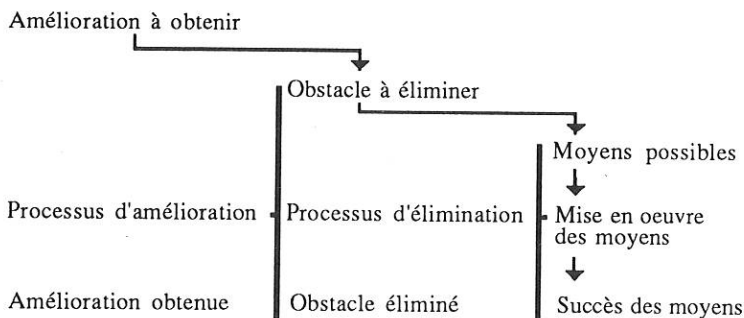 Amélioration à obtenir
Obstacle à éliminer
Moyens possibles
Processus d'amélioration
Processus d'élimination
Mise en oeuvre
des moyens
Amélioration obtenue
Obstacle éliminé
Succès des moyens